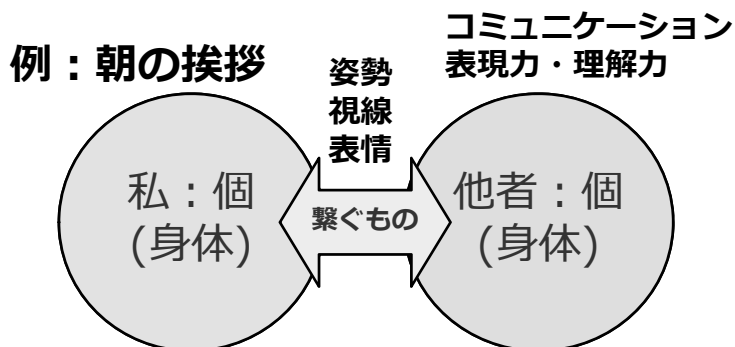 例：朝の挨拶
コミュニケーション
表現力・理解力
姿勢
視線
表情
私：個
(身体)
繋ぐもの
他者：個
(身体)